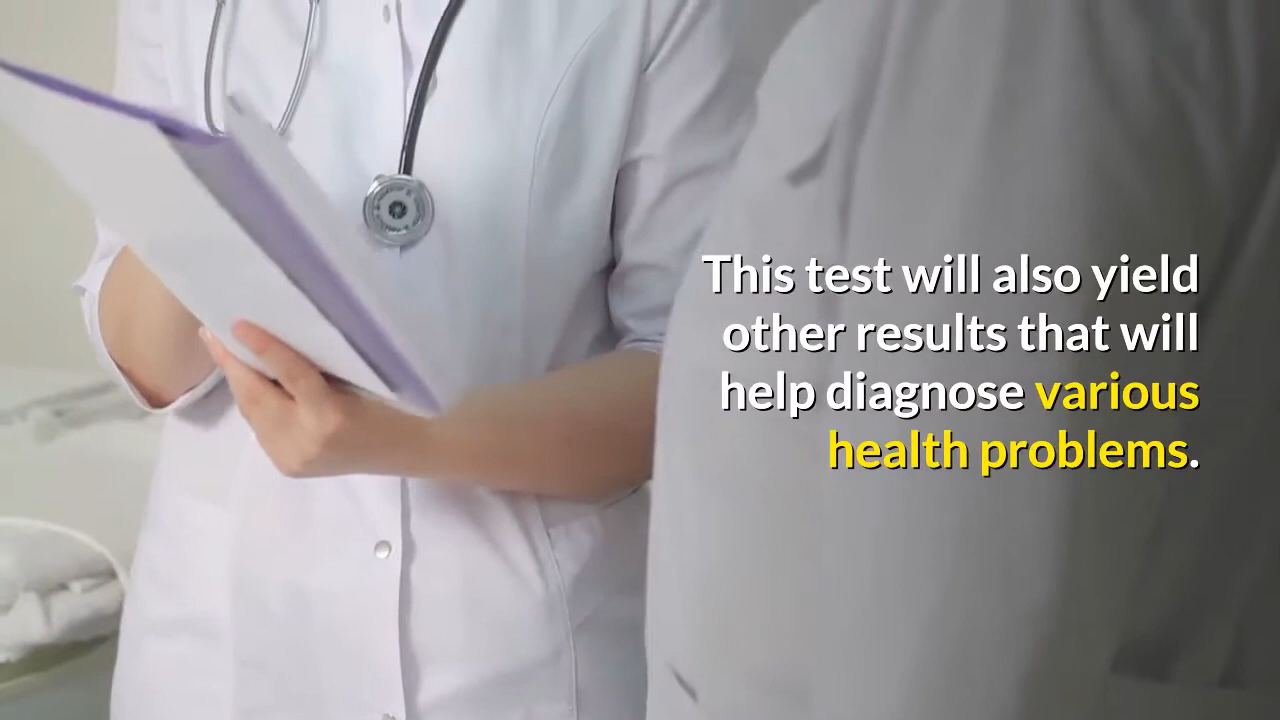 This test will also yield
other results that will
help diagnose various
health problems.